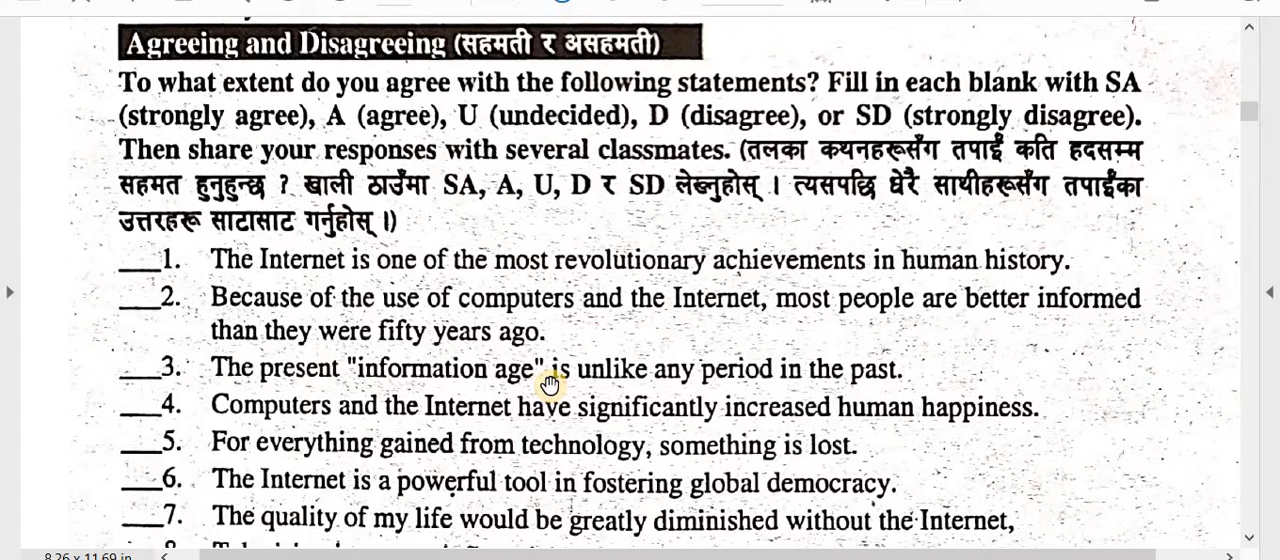 Agreeing and Disagreeing (सहमती र असहमती)
To what extent do you agree with the following statements? Fill in each blank with SA
(strongly agree), A (agree), U (undecided), D (disagree), or SD (strongly disagree).
Then share your responses with several classmates. (तलका कथनहरूसँग तपाईं कति हदसम्म
सहमत हुनुहुन्छ ? खाली ठाउँमा SA, A, U, D र SD लेख्नुहोस् । त्यसपछि धेरै साथीहरूसँग तपाईंका
उत्तरहरू साटासाट गर्नुहोस् ।)
___1. The Internet is one of the most revolutionary achievements in human history.
___2. Because of the use of computers and the Internet, most people are better informed
than they were fifty years ago.
___3. The present "information age" is unlike any period in the past.
___4. Computers and the Internet have significantly increased human happiness.
___5. For everything gained from technology, something is lost.
___6. The Internet is a powerful tool in fostering global democracy.
___7. The quality of my life would be greatly diminished without the Internet,
8.26 x 11.69 in